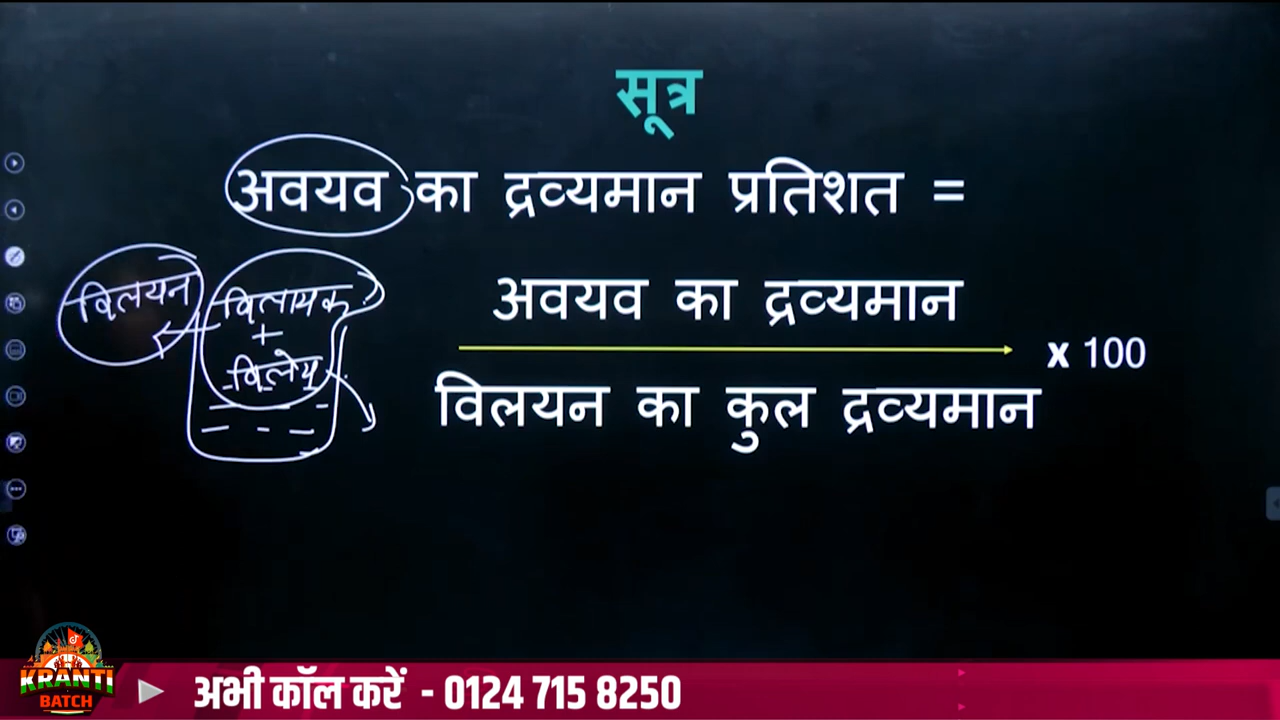 सूत्र
अवयव का द्रव्यमान प्रतिशत =
अवयव का द्रव्यमान
x 100
विलयन का कुल द्रव्यमान
विलयन
विलायक
+
विलेय
KRANTI
BATCH
अभी कॉल करें - 0124 715 8250